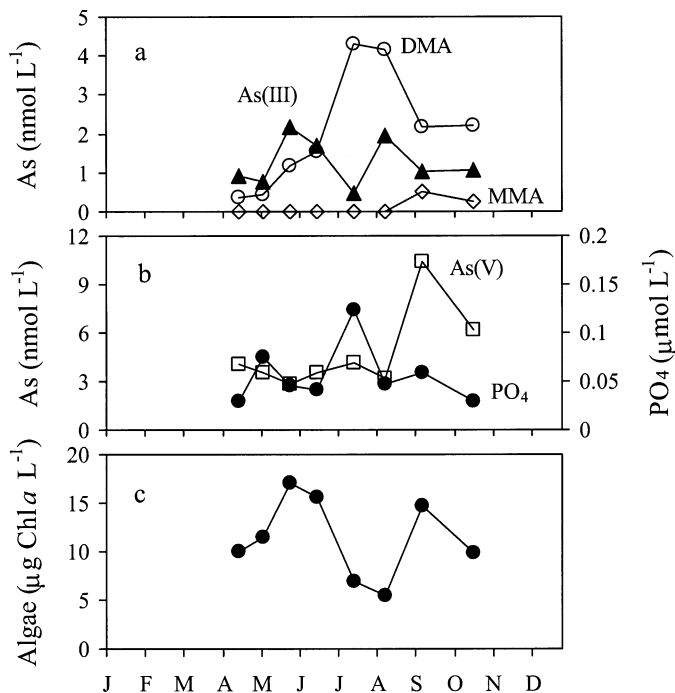 5
4
3
2
1
0
As (nmol L-1)
a
DMA
As(III)
MMA
12
9
6
3
0
As (nmol L-1)
b
As(V)
PO4
0.2
0.15
0.1
0.05
0
PO4 (μmol L-1)
20
15
10
5
0
Algae (μg Chla L-1)
c
J F M A M J J A S O N D